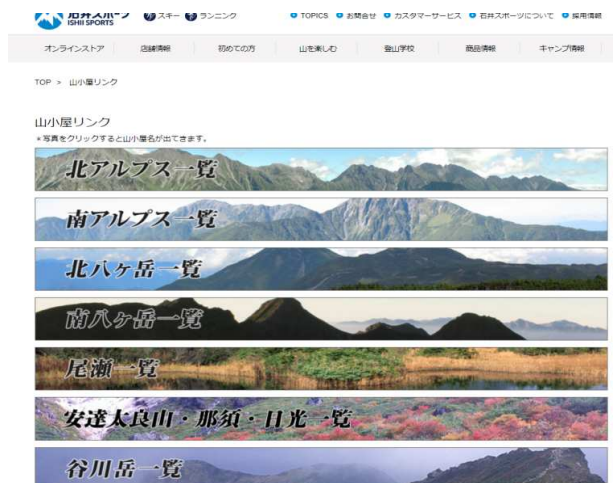 石井スポーツ
ISHII SPORTS
スキー ランニング
TOPICS お問合せ カスタマーサービス 石井スポーツについて 採用情報
オンラインストア 店舗情報 初めての方 山を楽しむ 登山学校 商品情報 キャンプ情報
TOP > 山小屋リンク
山小屋リンク
*写真をクリックすると山小屋名が出てきます。
北アルプス一覧
南アルプス一覧
北八ヶ岳一覧
南八ヶ岳一覧
尾瀬一覧
安達太良山・那須・日光一覧
谷川岳一覧